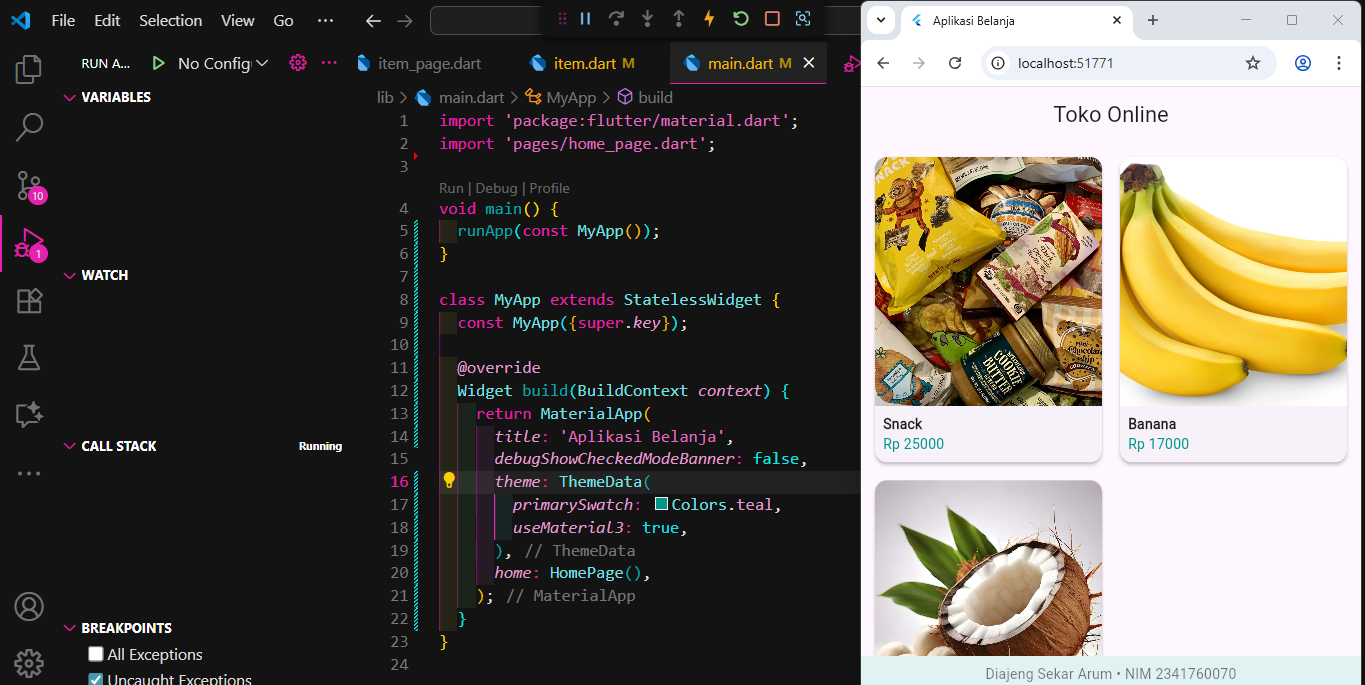 File Edit Selection View Go ···
RUN A... No Config
item_page.dart
item.dart M
main.dart M
lib > main.dart > MyApp > build
VARIABLES
WATCH
CALL STACK
Running
BREAKPOINTS
All Exceptions
Uncaught Exceptions
10
1
1 import 'package:flutter/material.dart';
2 import 'pages/home_page.dart';
3
Run | Debug | Profile
4 void main() {
5 runApp(const MyApp());
6 }
7
8 class MyApp extends StatelessWidget {
9 const MyApp({super.key});
10
11 @override
12 Widget build(BuildContext context) {
13 return MaterialApp(
14 title: 'Aplikasi Belanja',
15 debugShowCheckedModeBanner: false,
16 theme: ThemeData(
17 primarySwatch: Colors.teal,
18 useMaterial3: true,
19 ), // ThemeData
20 home: HomePage(),
21 ); // MaterialApp
22 }
23 }
24
Aplikasi Belanja
localhost:51771
Toko Online
SNACK
COOKIE
BUTTER
Snack
Rp 25000
Banana
Rp 17000
Diajeng Sekar Arum • NIM 2341760070